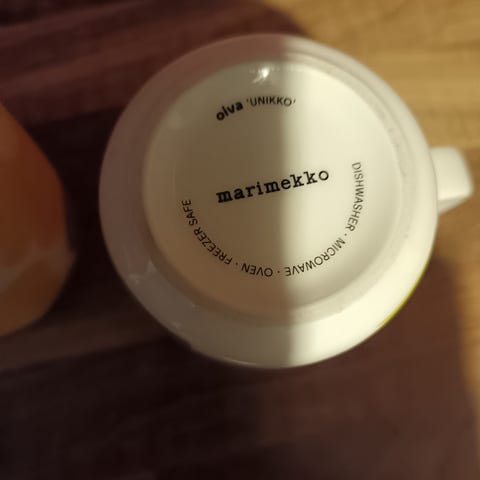 oiva 'UNIKKO'
marimekko
DISHWASHER · MICROWAVE · OVEN · FREEZER SAFE